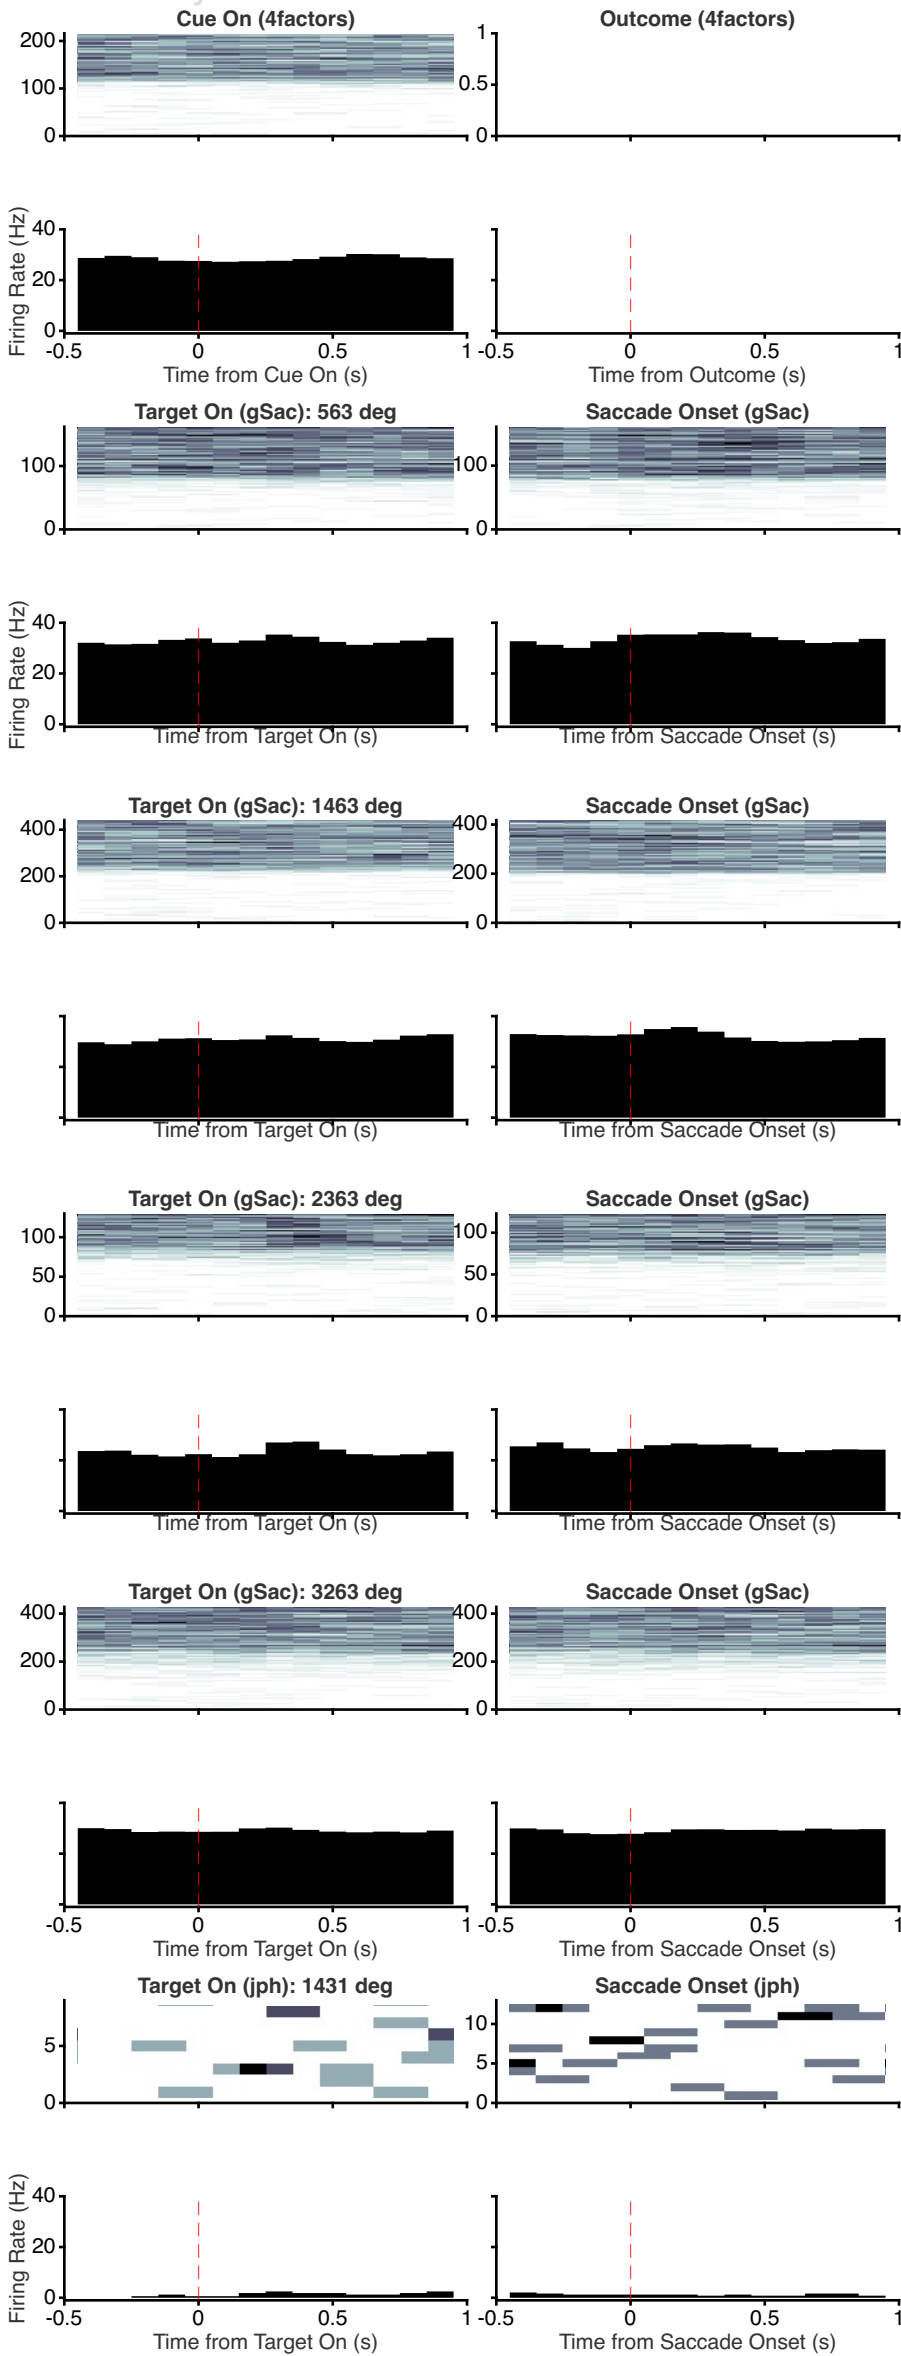 Cue On (4factors) Outcome (4factors)
200 1
100 0.5
0 0
Firing Rate (Hz)
40
20
0
-0.5 0 0.5 1 -0.5 0 0.5 1
Time from Cue On (s) Time from Outcome (s)
Target On (gSac): 563 deg Saccade Onset (gSac)
100 100
0 0
Firing Rate (Hz)
40
20
0
Time from Target On (s) Time from Saccade Onset (s)
Target On (gSac): 1463 deg Saccade Onset (gSac)
400 400
200 200
0 0
Time from Target On (s) Time from Saccade Onset (s)
Target On (gSac): 2363 deg Saccade Onset (gSac)
100 100
50 50
0 0
Time from Target On (s) Time from Saccade Onset (s)
Target On (gSac): 3263 deg Saccade Onset (gSac)
400 400
200 200
0 0
-0.5 0 0.5 1 -0.5 0 0.5 1
Time from Target On (s) Time from Saccade Onset (s)
Target On (jph): 1431 deg Saccade Onset (jph)
10
5 5
0 0
Firing Rate (Hz)
40
20
0
-0.5 0 0.5 1 -0.5 0 0.5 1
Time from Target On (s) Time from Saccade Onset (s)